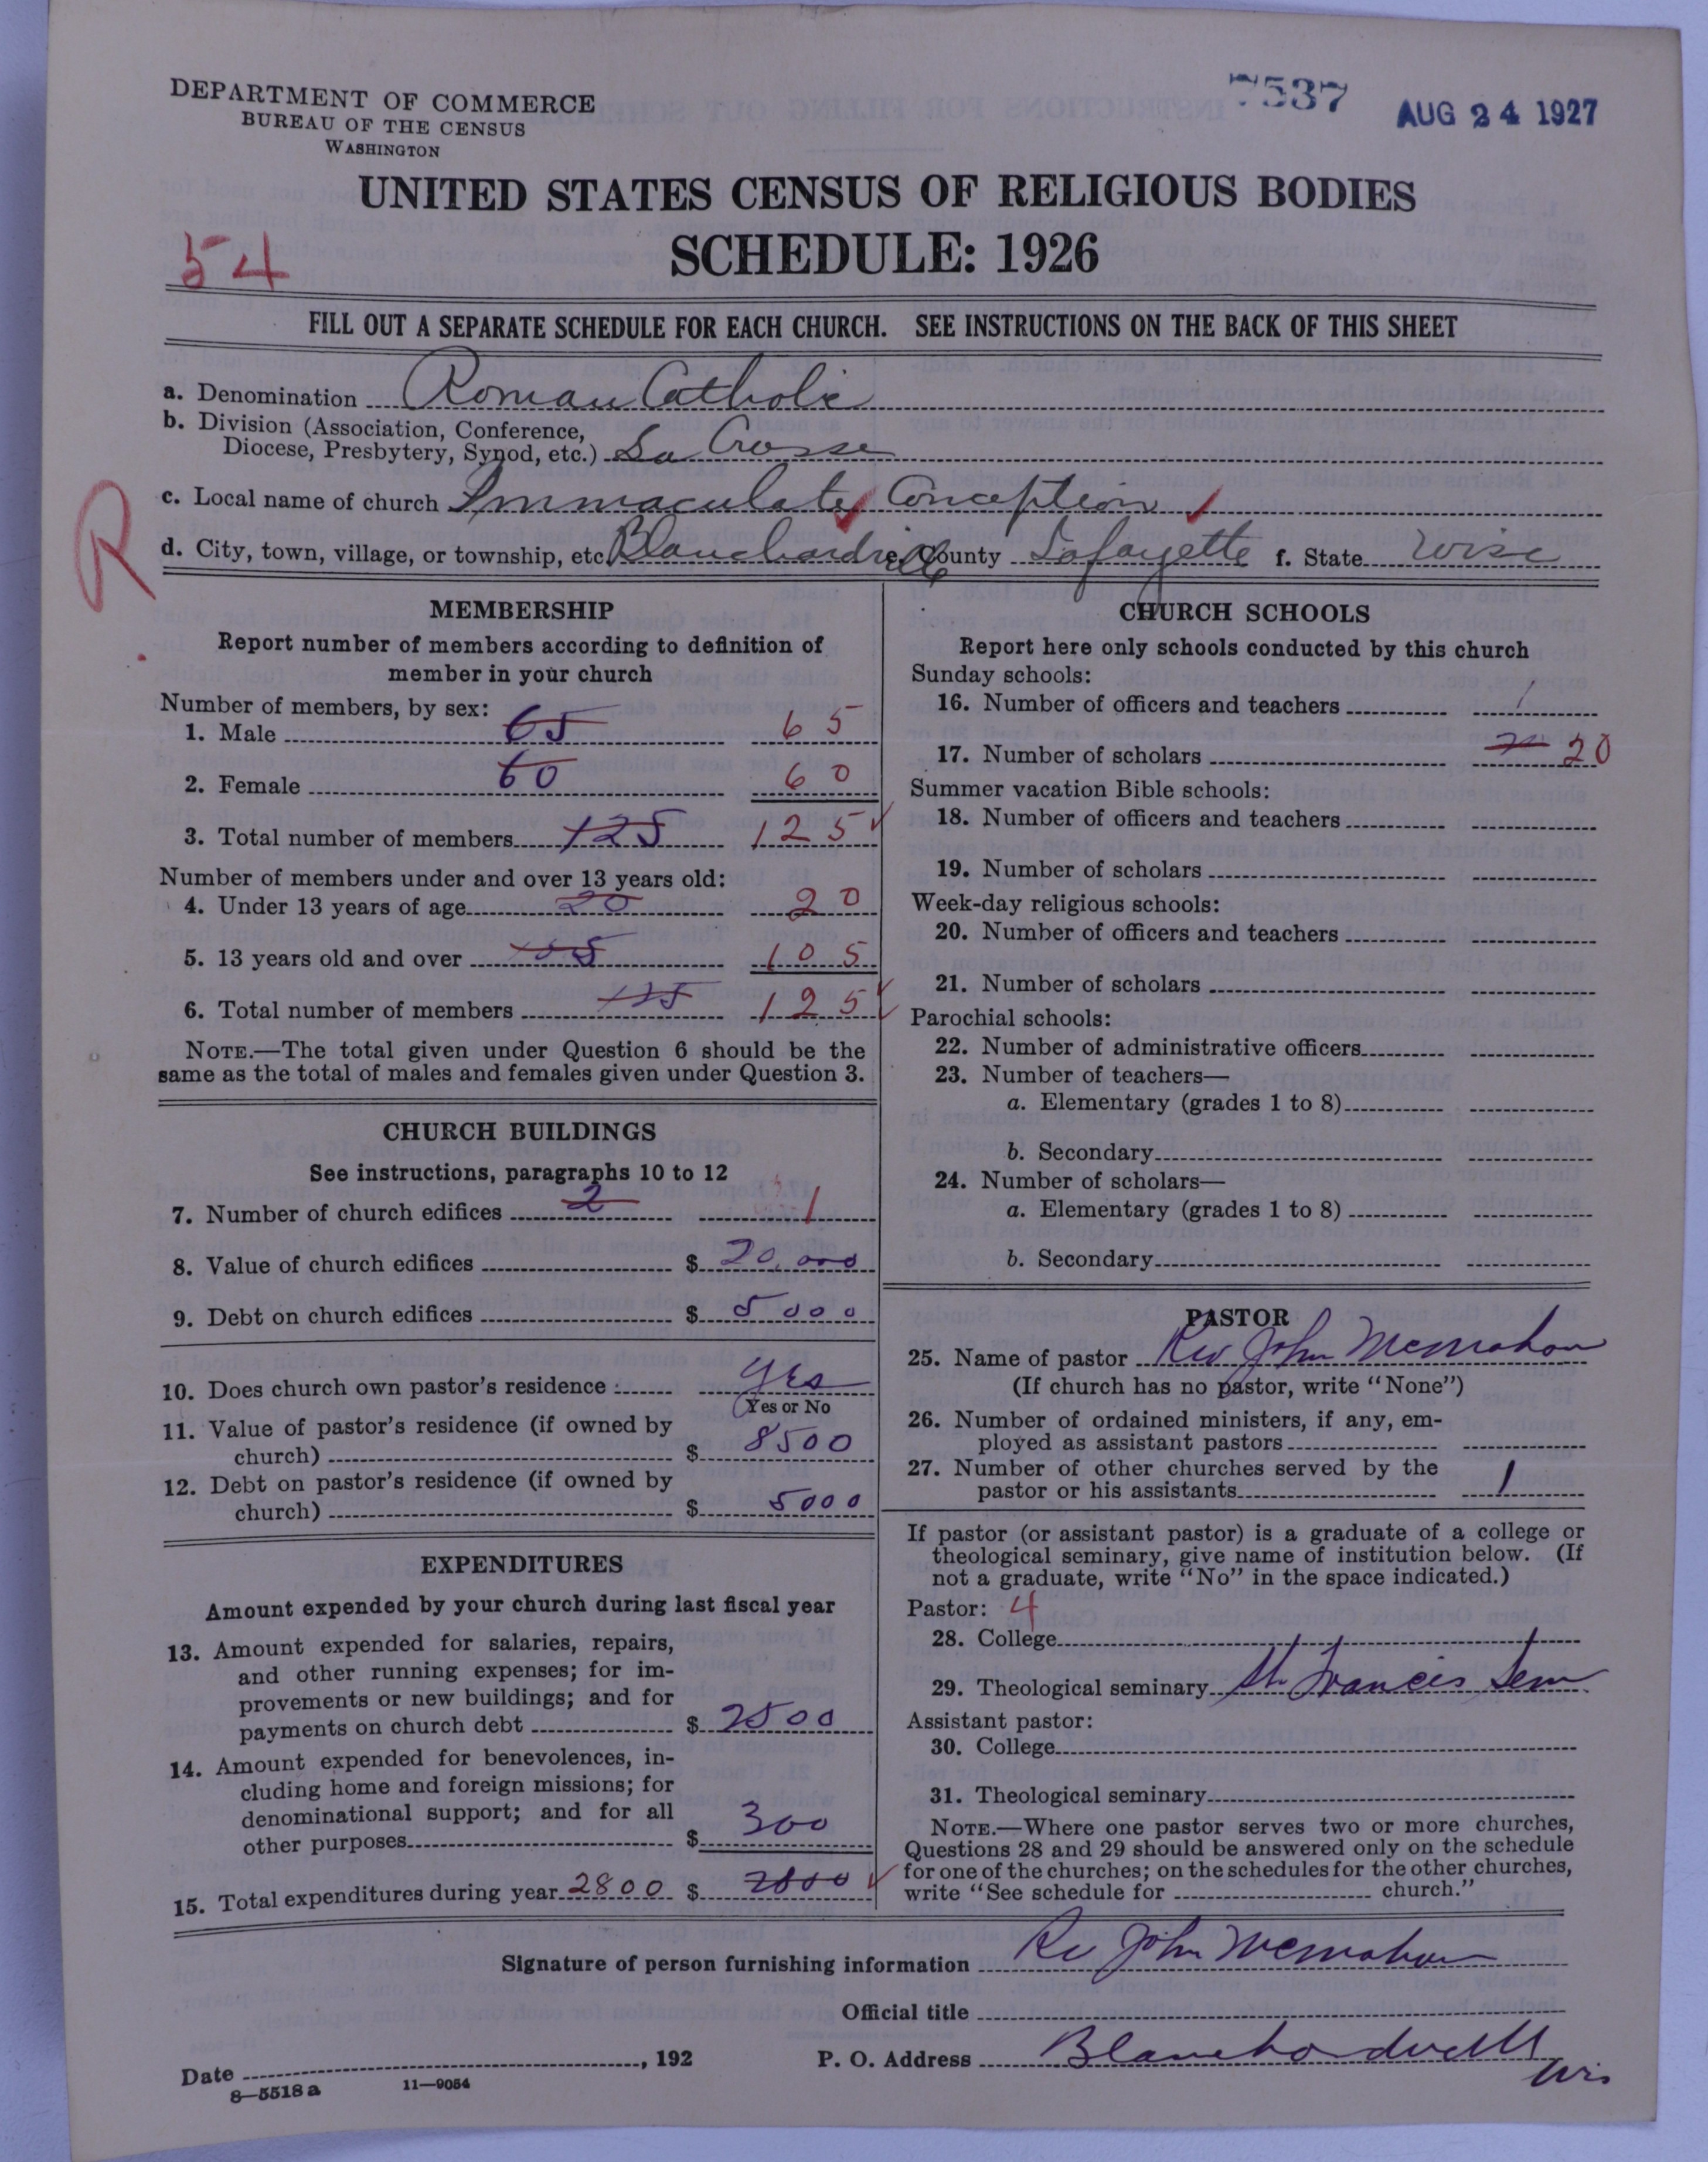 DEPARTMENT OF COMMERCE
BUREAU OF THE CENSUS
WASHINGTON
7537
AUG 24 1927
UNITED STATES CENSUS OF RELIGIOUS BODIES
SCHEDULE: 1926
54
FILL OUT A SEPARATE SCHEDULE FOR EACH CHURCH. SEE INSTRUCTIONS ON THE BACK OF THIS SHEET
a. Denomination Roman Catholic
b. Division (Association, Conference,
Diocese, Presbytery, Synod, etc.) La Crosse
R
c. Local name of church Immaculate Conception
d. City, town, village, or township, etc. Blanchardville e. County Lafayette f. State Wisc
MEMBERSHIP
Report number of members according to definition of
member in your church
Number of members, by sex:
1. Male 65 65
2. Female 60 60
3. Total number of members 125 125
Number of members under and over 13 years old:
4. Under 13 years of age 20 20
5. 13 years old and over 105 105
6. Total number of members 125 125
NOTE.—The total given under Question 6 should be the
same as the total of males and females given under Question 3.
CHURCH BUILDINGS
See instructions, paragraphs 10 to 12
7. Number of church edifices 2 1
8. Value of church edifices $ 20,000
9. Debt on church edifices $ 5000
10. Does church own pastor's residence: yes
(Yes or No
11. Value of pastor's residence (if owned by
church) $ 8500
12. Debt on pastor's residence (if owned by
church) $ 5000
EXPENDITURES
Amount expended by your church during last fiscal year
13. Amount expended for salaries, repairs,
and other running expenses; for im-
provements or new buildings; and for
payments on church debt $ 2500
14. Amount expended for benevolences, in-
cluding home and foreign missions; for
denominational support; and for all
other purposes $ 300
15. Total expenditures during year 2800 $ 2800
CHURCH SCHOOLS
Report here only schools conducted by this church
Sunday schools:
16. Number of officers and teachers 1
17. Number of scholars 20 20
Summer vacation Bible schools:
18. Number of officers and teachers
19. Number of scholars
Week-day religious schools:
20. Number of officers and teachers
21. Number of scholars
Parochial schools:
22. Number of administrative officers
23. Number of teachers—
a. Elementary (grades 1 to 8)
b. Secondary
24. Number of scholars—
a. Elementary (grades 1 to 8)
b. Secondary
PASTOR
25. Name of pastor Rev John McMahon
(If church has no pastor, write "None")
26. Number of ordained ministers, if any, em-
ployed as assistant pastors
27. Number of other churches served by the
pastor or his assistants 1
If pastor (or assistant pastor) is a graduate of a college or
theological seminary, give name of institution below. (If
not a graduate, write "No" in the space indicated.)
Pastor: 4
28. College
29. Theological seminary St. Francis Sem
Assistant pastor:
30. College
31. Theological seminary
NOTE.—Where one pastor serves two or more churches,
Questions 28 and 29 should be answered only on the schedule
for one of the churches; on the schedules for the other churches,
write "See schedule for church."
Signature of person furnishing information Rev John McMahon
Official title
Date , 192
P. O. Address Blanchardville
Wis
8—5518 a 11—9054